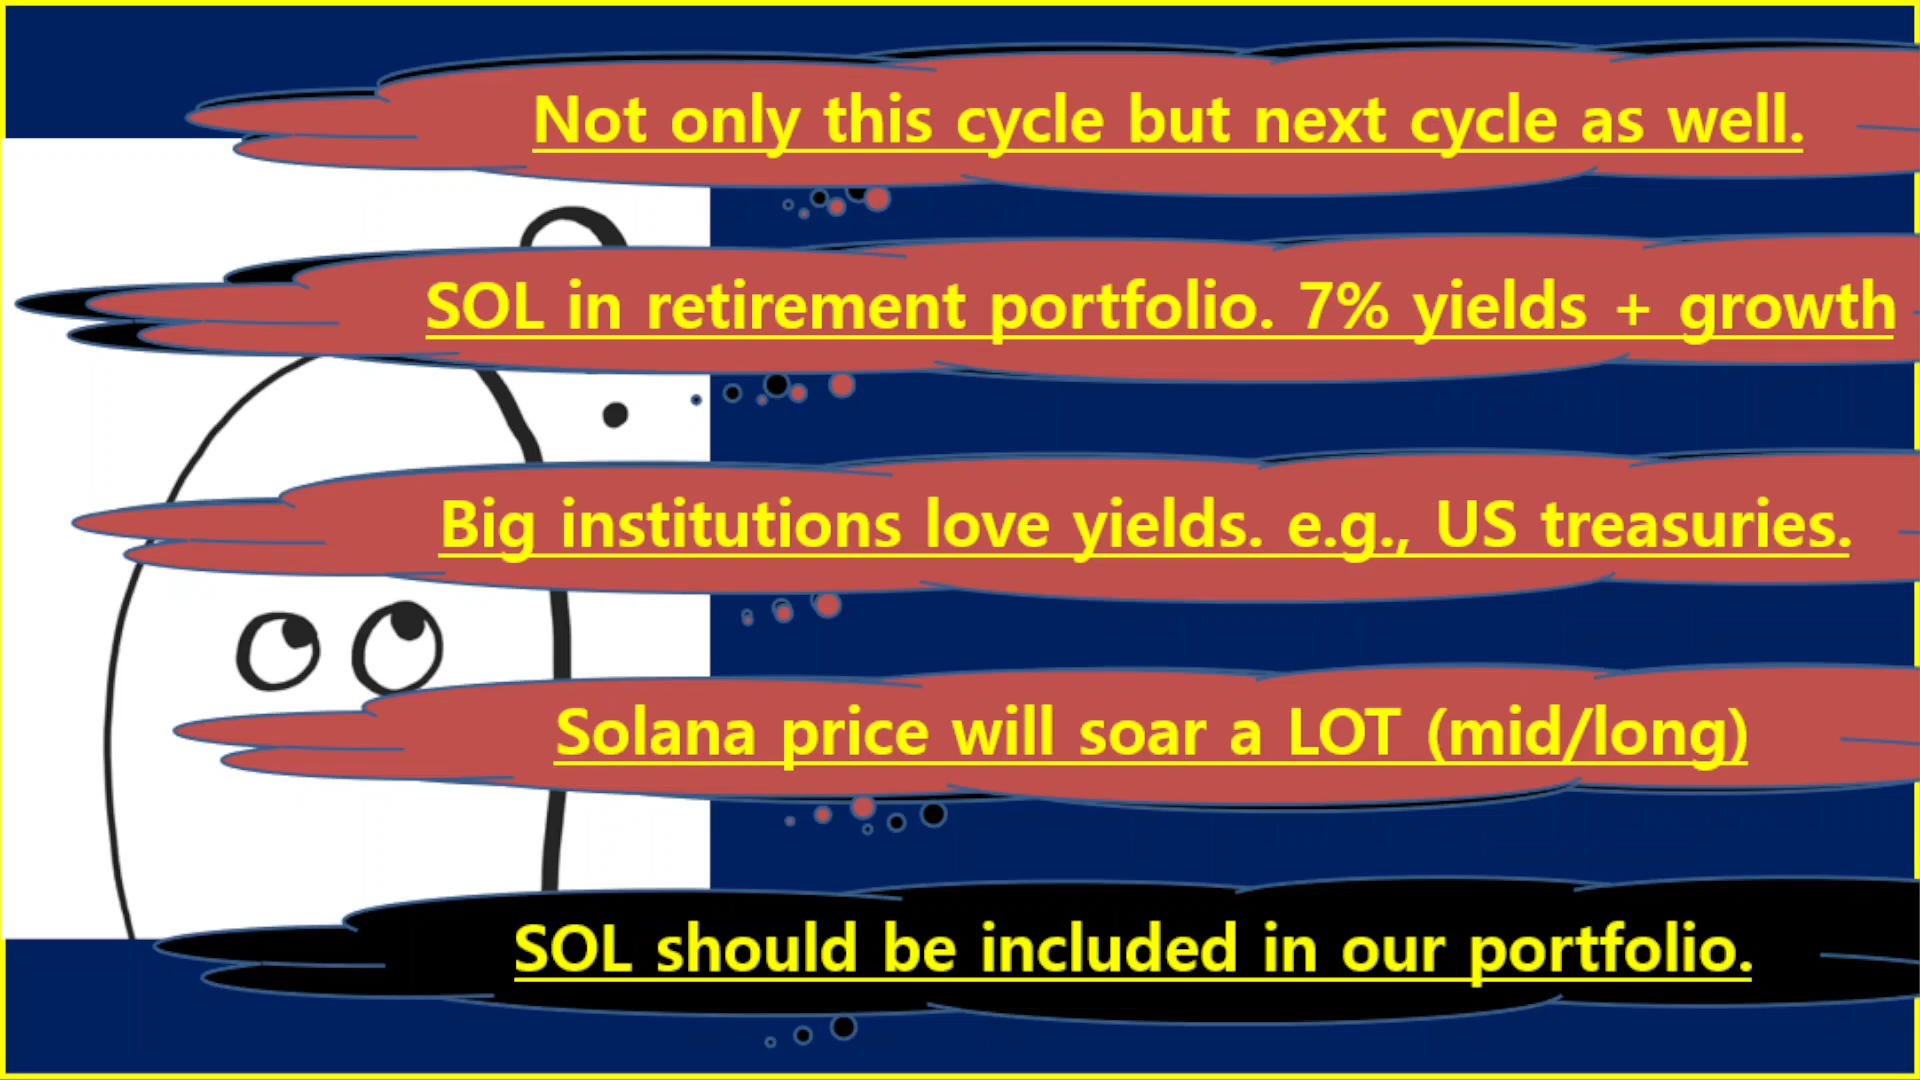 Not only this cycle but next cycle as well.
SOL in retirement portfolio. 7% yields + growth
Big institutions love yields. e.g., US treasuries.
Solana price will soar a LOT (mid/long)
SOL should be included in our portfolio.